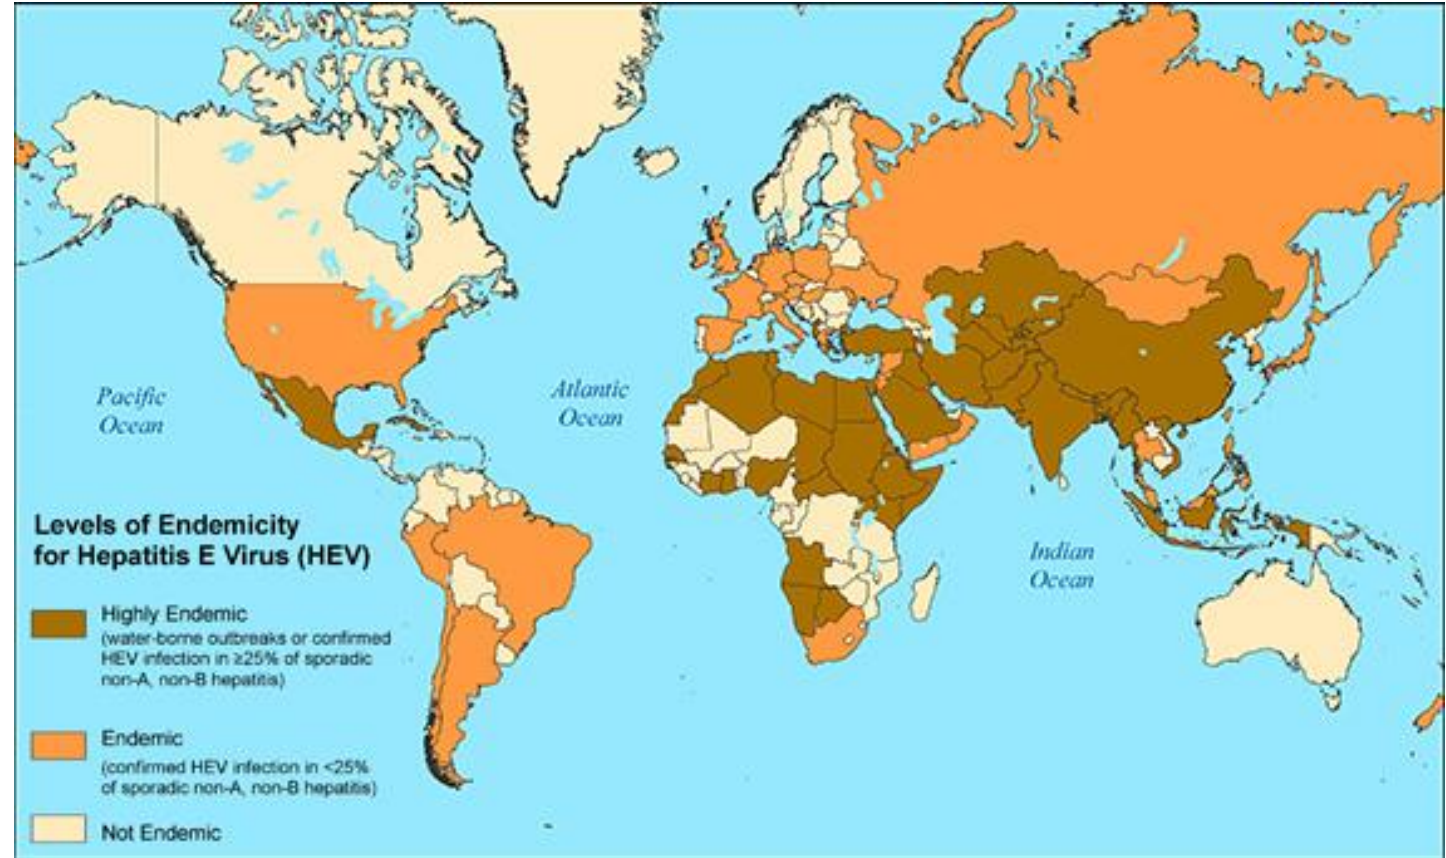 Pacific
Ocean
Atlantic
Ocean
Indian
Ocean
Levels of Endemicity
for Hepatitis E Virus (HEV)
Highly Endemic
(water-borne outbreaks or confirmed
HEV infection in ≥25% of sporadic
non-A, non-B hepatitis)
Endemic
(confirmed HEV infection in <25%
of sporadic non-A, non-B hepatitis)
Not Endemic